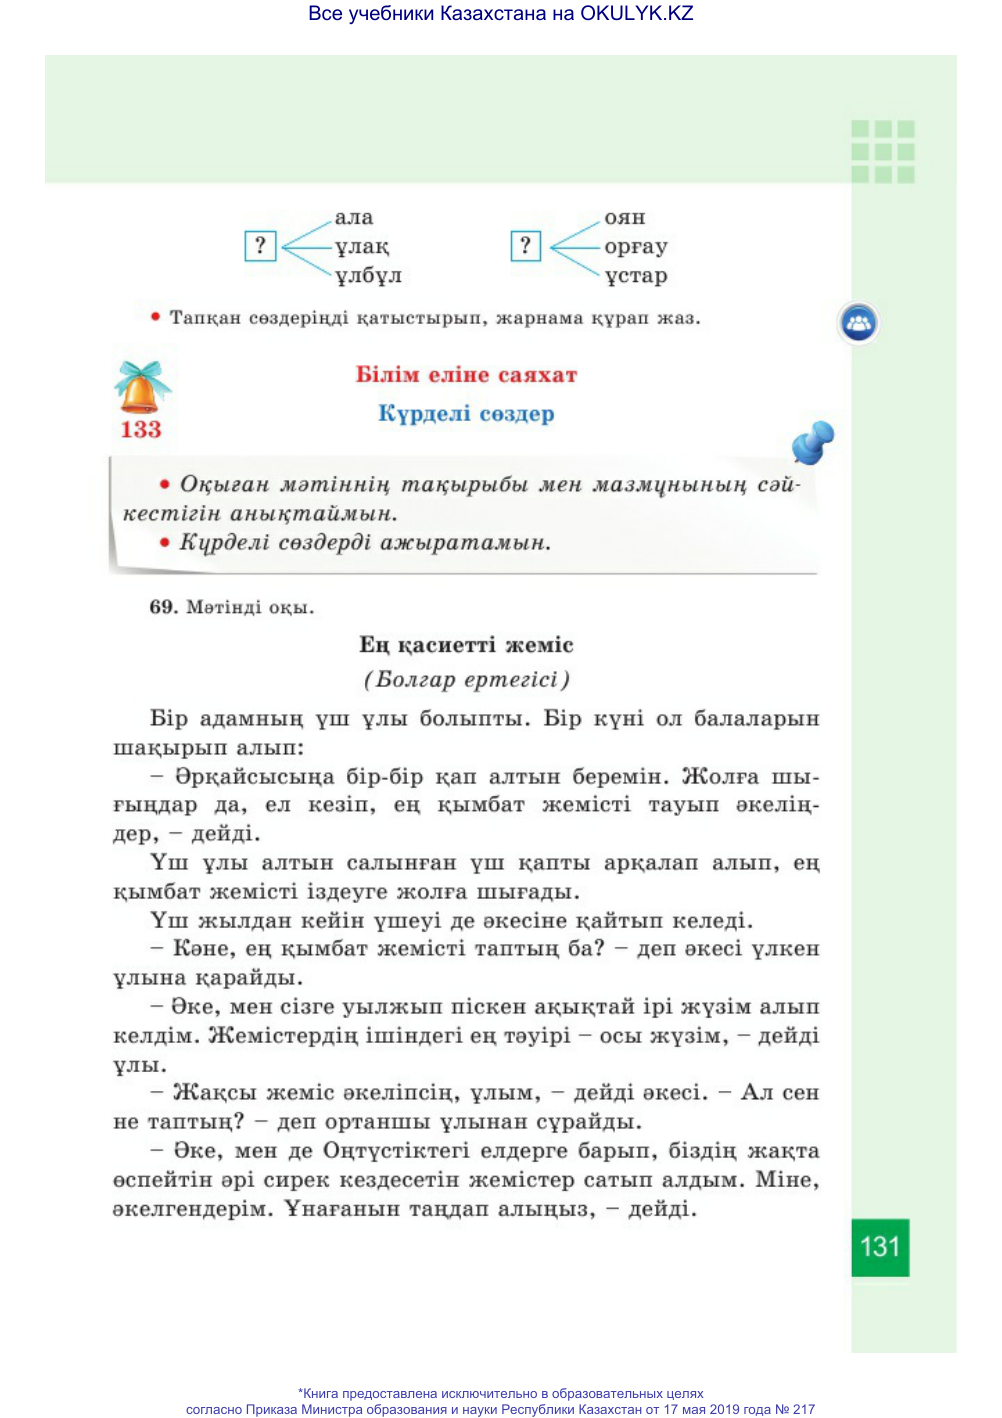 Все учебники Казахстана на OKULYK.KZ
ала
? ұлақ
ұлбұл
оян
? орғау
ұстар
• Тапқан сөздеріңді қатыстырып, жарнама құрап жаз.
133
Білім еліне саяхат
Күрделі сөздер
• Оқыған мәтіннің тақырыбы мен мазмұнының сәй-
кестігін анықтаймын.
• Күрделі сөздерді ажыратамын.
69. Мәтінді оқы.
Ең қасиетті жеміс
(Болгар ертегісі)
Бір адамның үш ұлы болыпты. Бір күні ол балаларын
шақырып алып:
– Әрқайсысыңа бір-бір қап алтын беремін. Жолға шы-
ғыңдар да, ел кезіп, ең қымбат жемісті тауып әкелің-
дер, – дейді.
Үш ұлы алтын салынған үш қапты арқалап алып, ең
қымбат жемісті іздеуге жолға шығады.
Үш жылдан кейін үшеуі де әкесіне қайтып келеді.
– Кәне, ең қымбат жемісті таптың ба? – деп әкесі үлкен
ұлына қарайды.
– Әке, мен сізге уылжып піскен ақықтай ірі жүзім алып
келдім. Жемістердің ішіндегі ең тәуірі – осы жүзім, – дейді
ұлы.
– Жақсы жеміс әкеліпсің, ұлым, – дейді әкесі. – Ал сен
не таптың? – деп ортаншы ұлынан сұрайды.
– Әке, мен де Оңтүстіктегі елдерге барып, біздің жақта
өспейтін әрі сирек кездесетін жемістер сатып алдым. Міне,
әкелгендерім. Ұнағанын таңдап алыңыз, – дейді.
131
*Книга предоставлена исключительно в образовательных целях
согласно Приказа Министра образования и науки Республики Казахстан от 17 мая 2019 года № 217